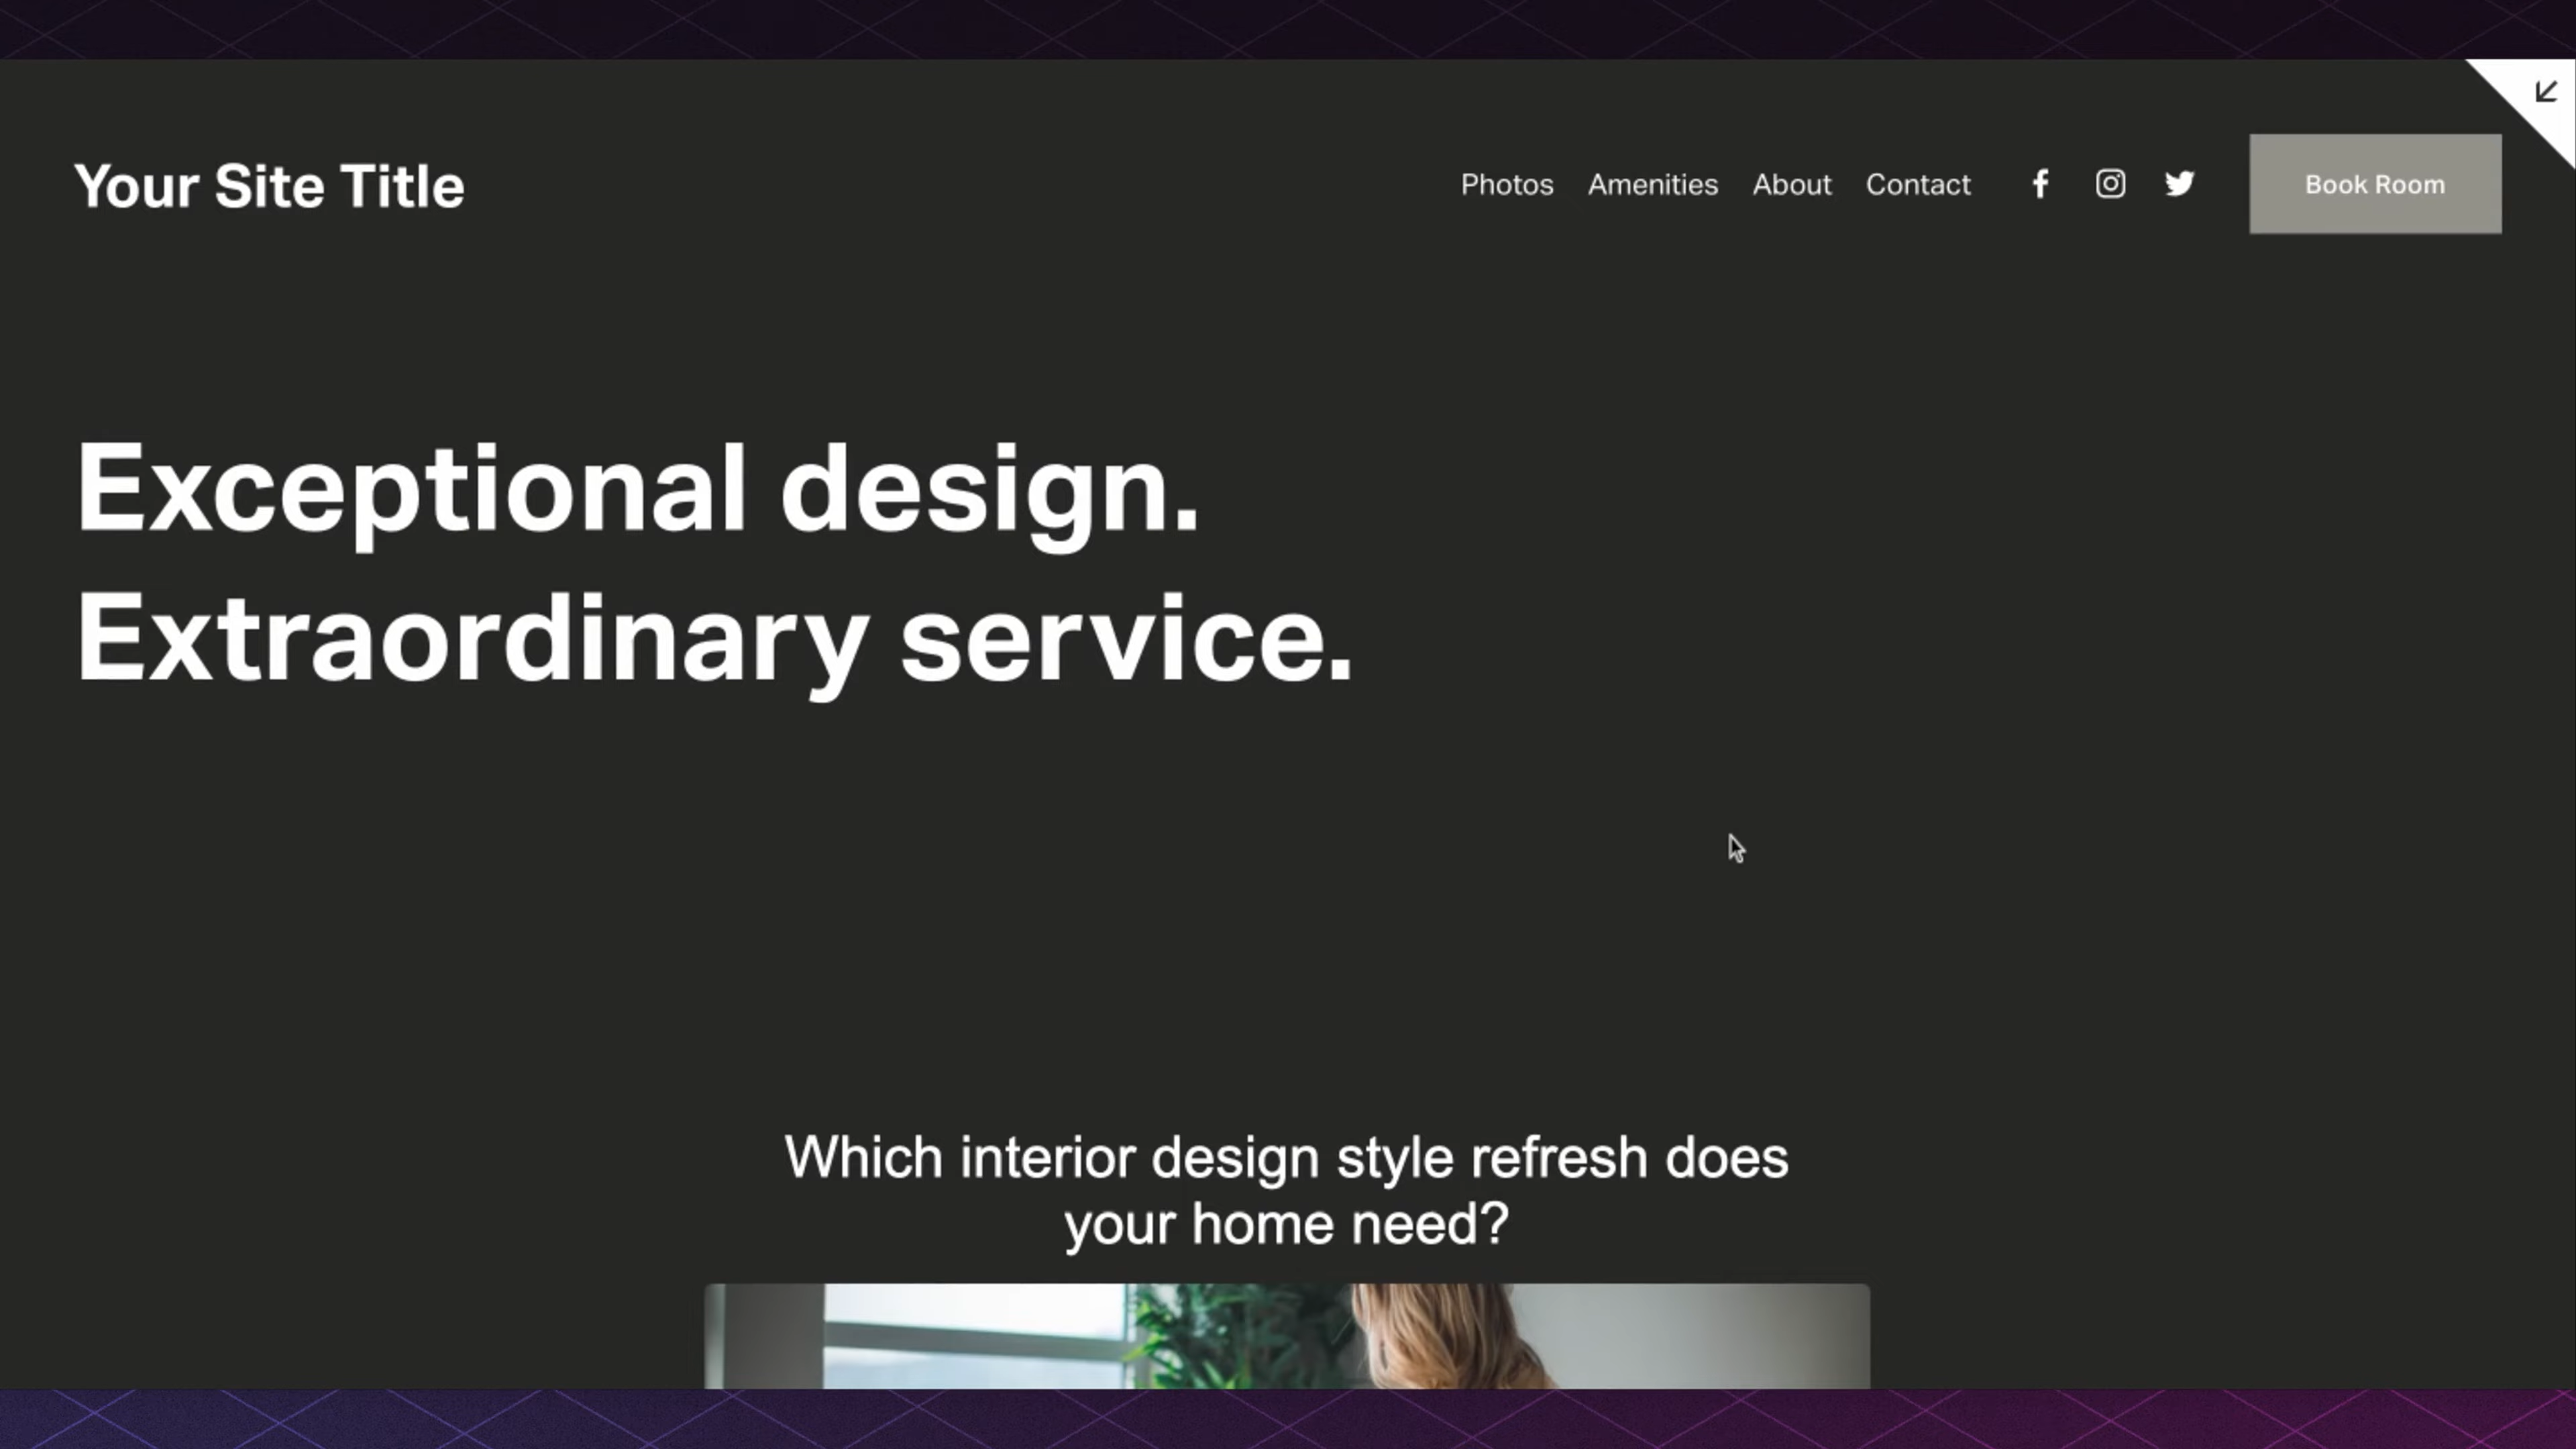 Your Site Title
Photos Amenities About Contact Book Room
Exceptional design.
Extraordinary service.
Which interior design style refresh does
your home need?